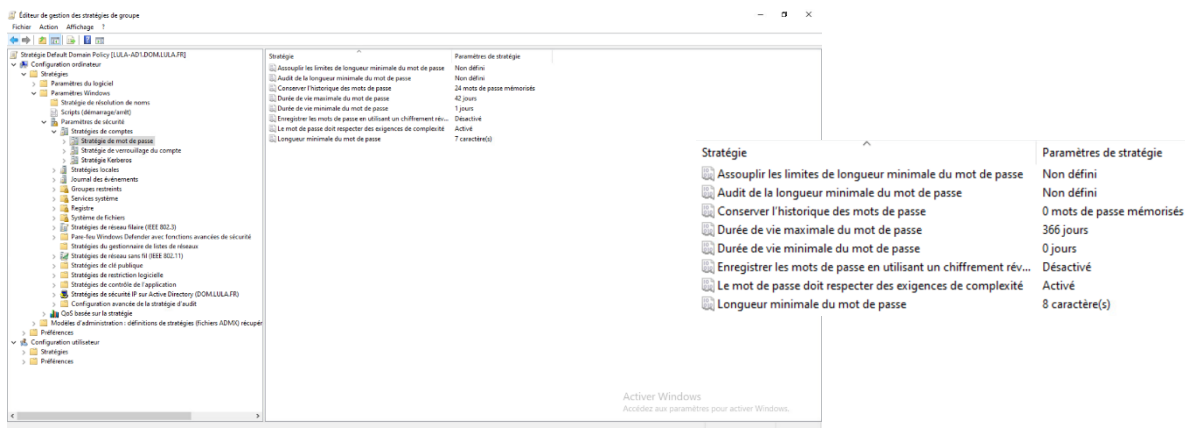 Éditeur de gestion des stratégies de groupe
Fichier Action Affichage ?
Stratégie Default Domain Policy [LULA-AD1.DOM.LULA.FR]
Configuration ordinateur
Stratégies
Paramètres du logiciel
Paramètres Windows
Stratégie de résolution de noms
Scripts (démarrage/arrêt)
Paramètres de sécurité
Stratégies de comptes
Stratégie de mot de passe
Stratégie de verrouillage du compte
Stratégie Kerberos
Stratégies locales
Journal des événements
Groupes restreints
Services système
Registre
Système de fichiers
Stratégies de réseau filaire (IEEE 802.3)
Pare-feu Windows Defender avec fonctions avancées de sécurité
Stratégies du gestionnaire de listes de réseaux
Stratégies de réseau sans fil (IEEE 802.11)
Stratégies de clé publique
Stratégies de restriction logicielle
Stratégies de contrôle de l'application
Stratégies de sécurité IP sur Active Directory (DOM.LULA.FR)
Configuration avancée de la stratégie d'audit
QoS basée sur la stratégie
Modèles d'administration : définitions de stratégies (fichiers ADMX) récupér
Préférences
Configuration utilisateur
Stratégies
Préférences
Stratégie Paramètres de stratégie
Assouplir les limites de longueur minimale du mot de passe Non défini
Audit de la longueur minimale du mot de passe Non défini
Conserver l'historique des mots de passe 24 mots de passe mémorisés
Durée de vie maximale du mot de passe 42 jours
Durée de vie minimale du mot de passe 1 jours
Enregistrer les mots de passe en utilisant un chiffrement rév... Désactivé
Le mot de passe doit respecter des exigences de complexité Activé
Longueur minimale du mot de passe 7 caractère(s)
Activer Windows
Accédez aux paramètres pour activer Windows.
Stratégie Paramètres de stratégie
Assouplir les limites de longueur minimale du mot de passe Non défini
Audit de la longueur minimale du mot de passe Non défini
Conserver l'historique des mots de passe 0 mots de passe mémorisés
Durée de vie maximale du mot de passe 366 jours
Durée de vie minimale du mot de passe 0 jours
Enregistrer les mots de passe en utilisant un chiffrement rév... Désactivé
Le mot de passe doit respecter des exigences de complexité Activé
Longueur minimale du mot de passe 8 caractère(s)